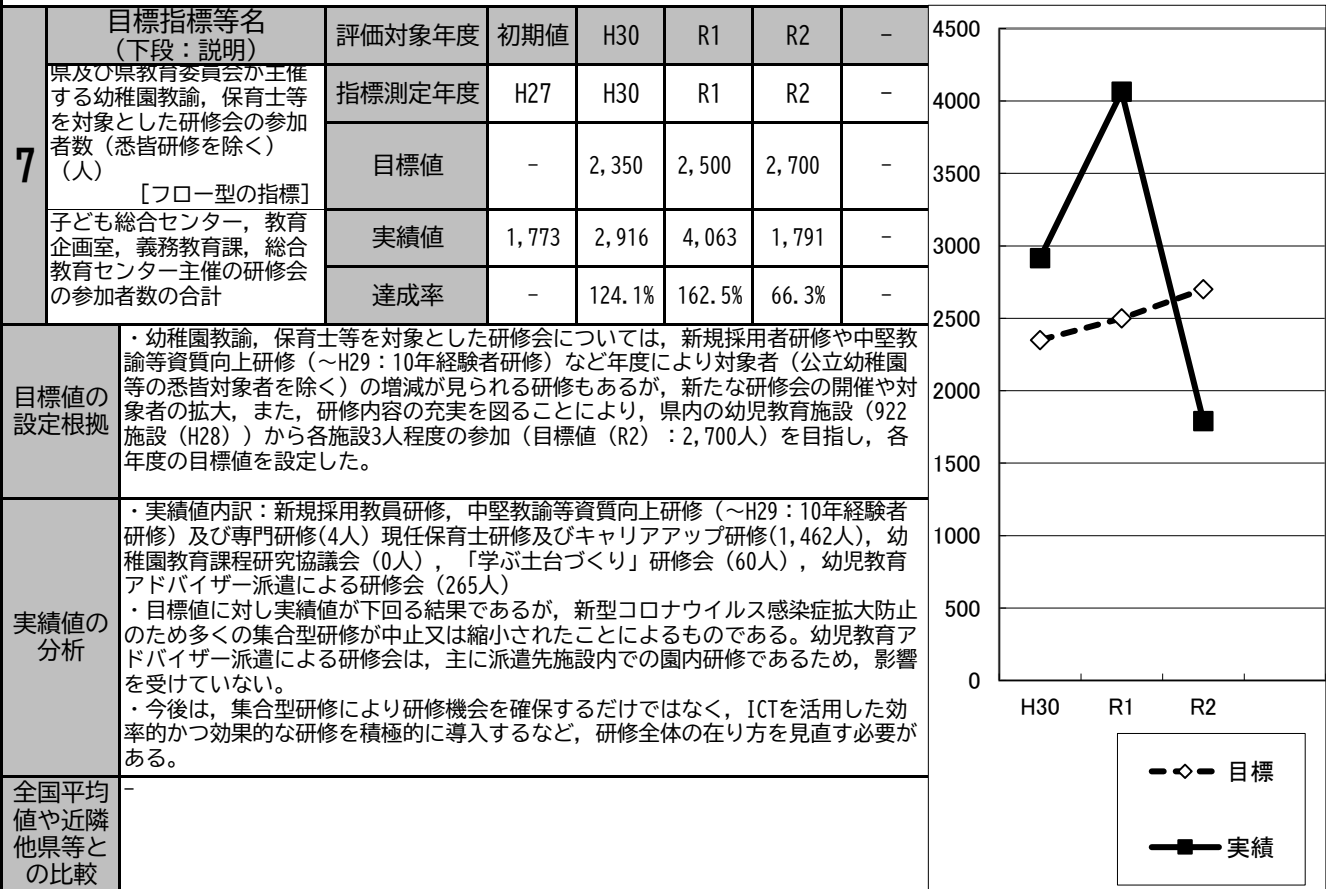 7
目標指標等名
（下段：説明）
評価対象年度 初期値 H30 R1 R2 -
県及び県教育委員会が主催
する幼稚園教諭，保育士等
を対象とした研修会の参加
者数（悉皆研修を除く）
（人）
［フロー型の指標］
指標測定年度 H27 H30 R1 R2 -
目標値 - 2,350 2,500 2,700 -
子ども総合センター，教育
企画室，義務教育課，総合
教育センター主催の研修会
の参加者数の合計
実績値 1,773 2,916 4,063 1,791 -
達成率 - 124.1% 162.5% 66.3% -
目標値の
設定根拠
・幼稚園教諭，保育士等を対象とした研修会については，新規採用者研修や中堅教
諭等資質向上研修（～H29：10年経験者研修）など年度により対象者（公立幼稚園
等の悉皆対象者を除く）の増減が見られる研修もあるが，新たな研修会の開催や対
象者の拡大，また，研修内容の充実を図ることにより，県内の幼児教育施設（922
施設（H28））から各施設3人程度の参加（目標値（R2）：2,700人）を目指し，各
年度の目標値を設定した。
実績値の
分析
・実績値内訳：新規採用教員研修，中堅教諭等資質向上研修（～H29：10年経験者
研修）及び専門研修(4人）現任保育士研修及びキャリアアップ研修(1,462人），幼
稚園教育課程研究協議会（0人），「学ぶ土台づくり」研修会（60人），幼児教育
アドバイザー派遣による研修会（265人）
・目標値に対し実績値が下回る結果であるが，新型コロナウイルス感染症拡大防止
のため多くの集合型研修が中止又は縮小されたことによるものである。幼児教育ア
ドバイザー派遣による研修会は，主に派遣先施設内での園内研修であるため，影響
を受けていない。
・今後は，集合型研修により研修機会を確保するだけではなく，ICTを活用した効
率的かつ効果的な研修を積極的に導入するなど，研修全体の在り方を見直す必要が
ある。
全国平均
値や近隣
他県等と
の比較
-
4500
4000
3500
3000
2500
2000
1500
1000
500
0
H30 R1 R2
目標
実績